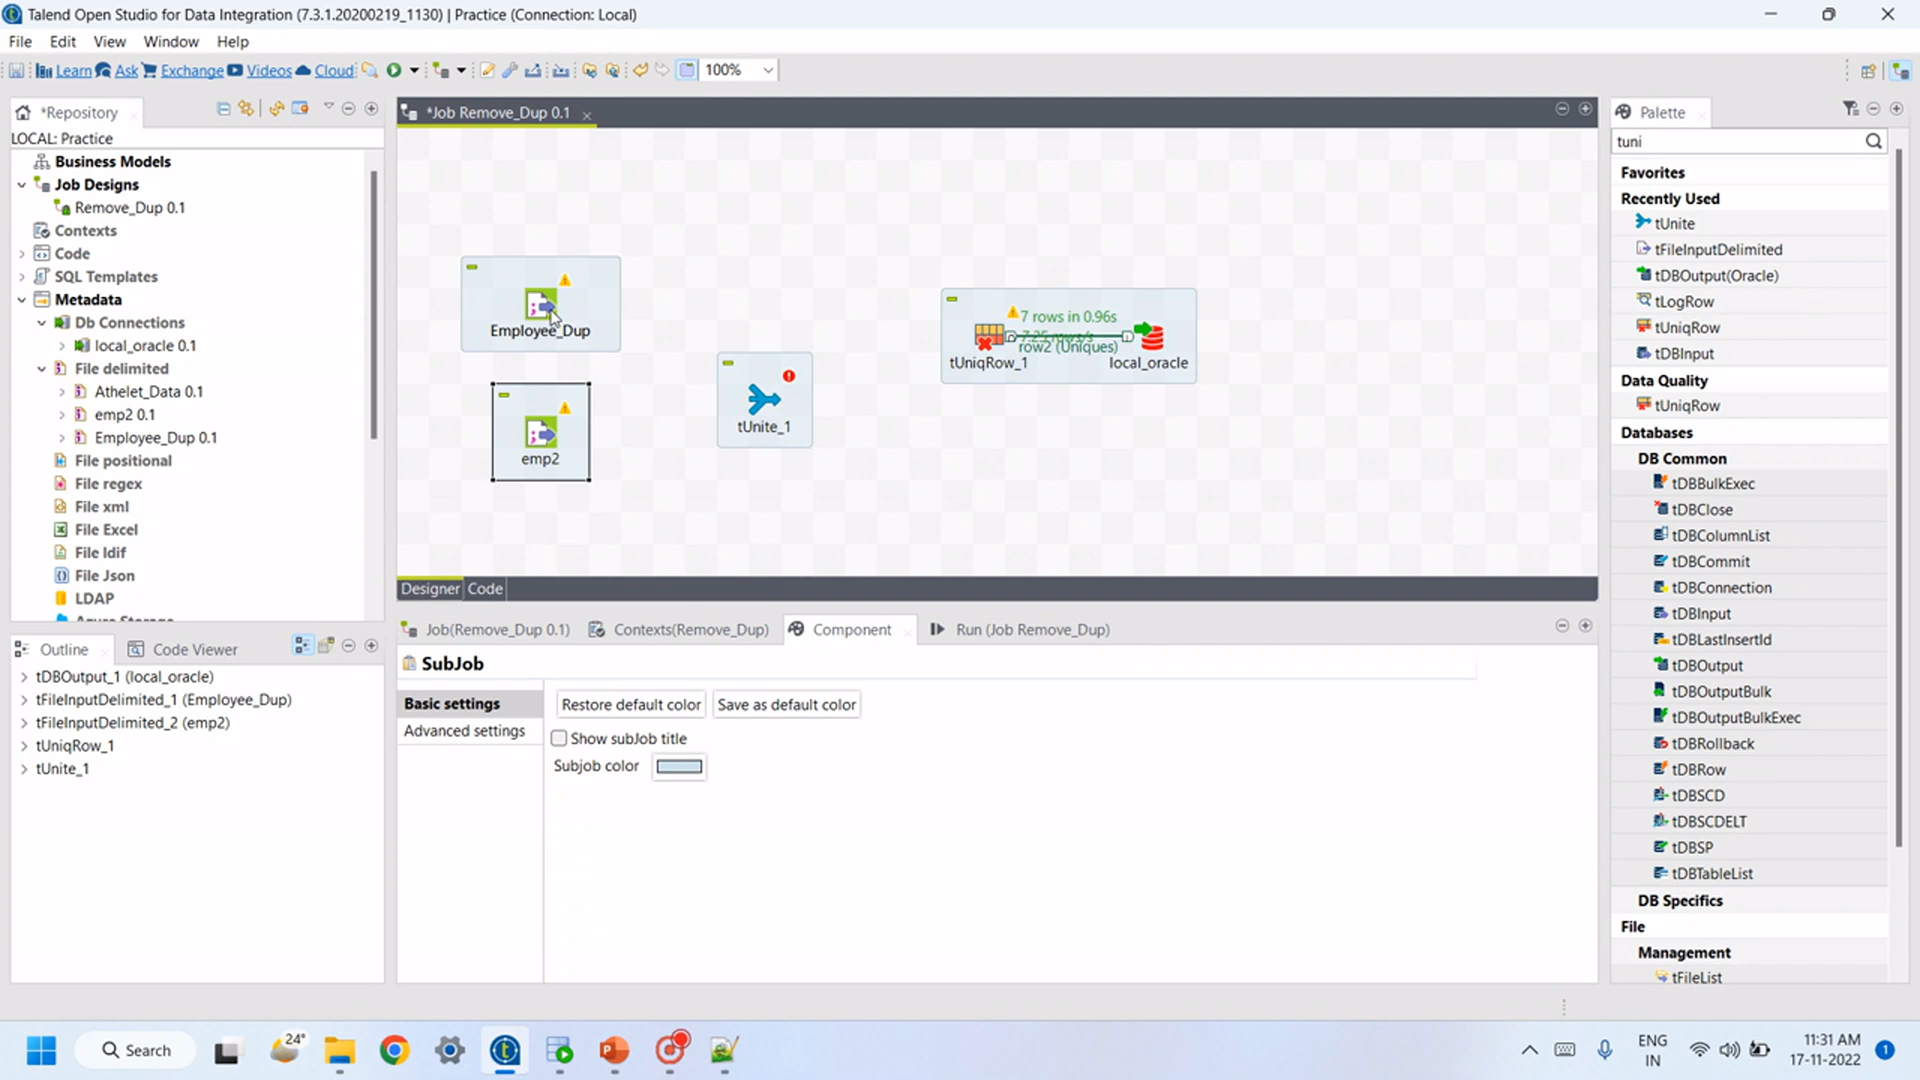 Talend Open Studio for Data Integration (7.3.1.20200219_1130) | Practice (Connection: Local)
File Edit View Window Help
Learn Ask Exchange Videos Cloud 100%
*Repository
LOCAL: Practice
Business Models
Job Designs
Remove_Dup 0.1
Contexts
Code
SQL Templates
Metadata
Db Connections
local_oracle 0.1
File delimited
Athelet_Data 0.1
emp2 0.1
Employee_Dup 0.1
File positional
File regex
File xml
File Excel
File ldif
File Json
LDAP
Outline Code Viewer
tDBOutput_1 (local_oracle)
tFileInputDelimited_1 (Employee_Dup)
tFileInputDelimited_2 (emp2)
tUniqRow_1
tUnite_1
*Job Remove_Dup 0.1
Employee_Dup
emp2
tUnite_1
7 rows in 0.96s
7.25 rows/s
row2 (Uniques)
tUniqRow_1
local_oracle
Designer Code
Job(Remove_Dup 0.1) Contexts(Remove_Dup) Component Run (Job Remove_Dup)
SubJob
Basic settings
Advanced settings
Restore default color Save as default color
Show subJob title
Subjob color
Palette
tuni
Favorites
Recently Used
tUnite
tFileInputDelimited
tDBOutput(Oracle)
tLogRow
tUniqRow
tDBInput
Data Quality
tUniqRow
Databases
DB Common
tDBBulkExec
tDBClose
tDBColumnList
tDBCommit
tDBConnection
tDBInput
tDBLastInsertId
tDBOutput
tDBOutputBulk
tDBOutputBulkExec
tDBRollback
tDBRow
tDBSCD
tDBSCDELT
tDBSP
tDBTableList
DB Specifics
File
Management
tFileList
Search
24°
ENG
IN
11:31 AM
17-11-2022
1